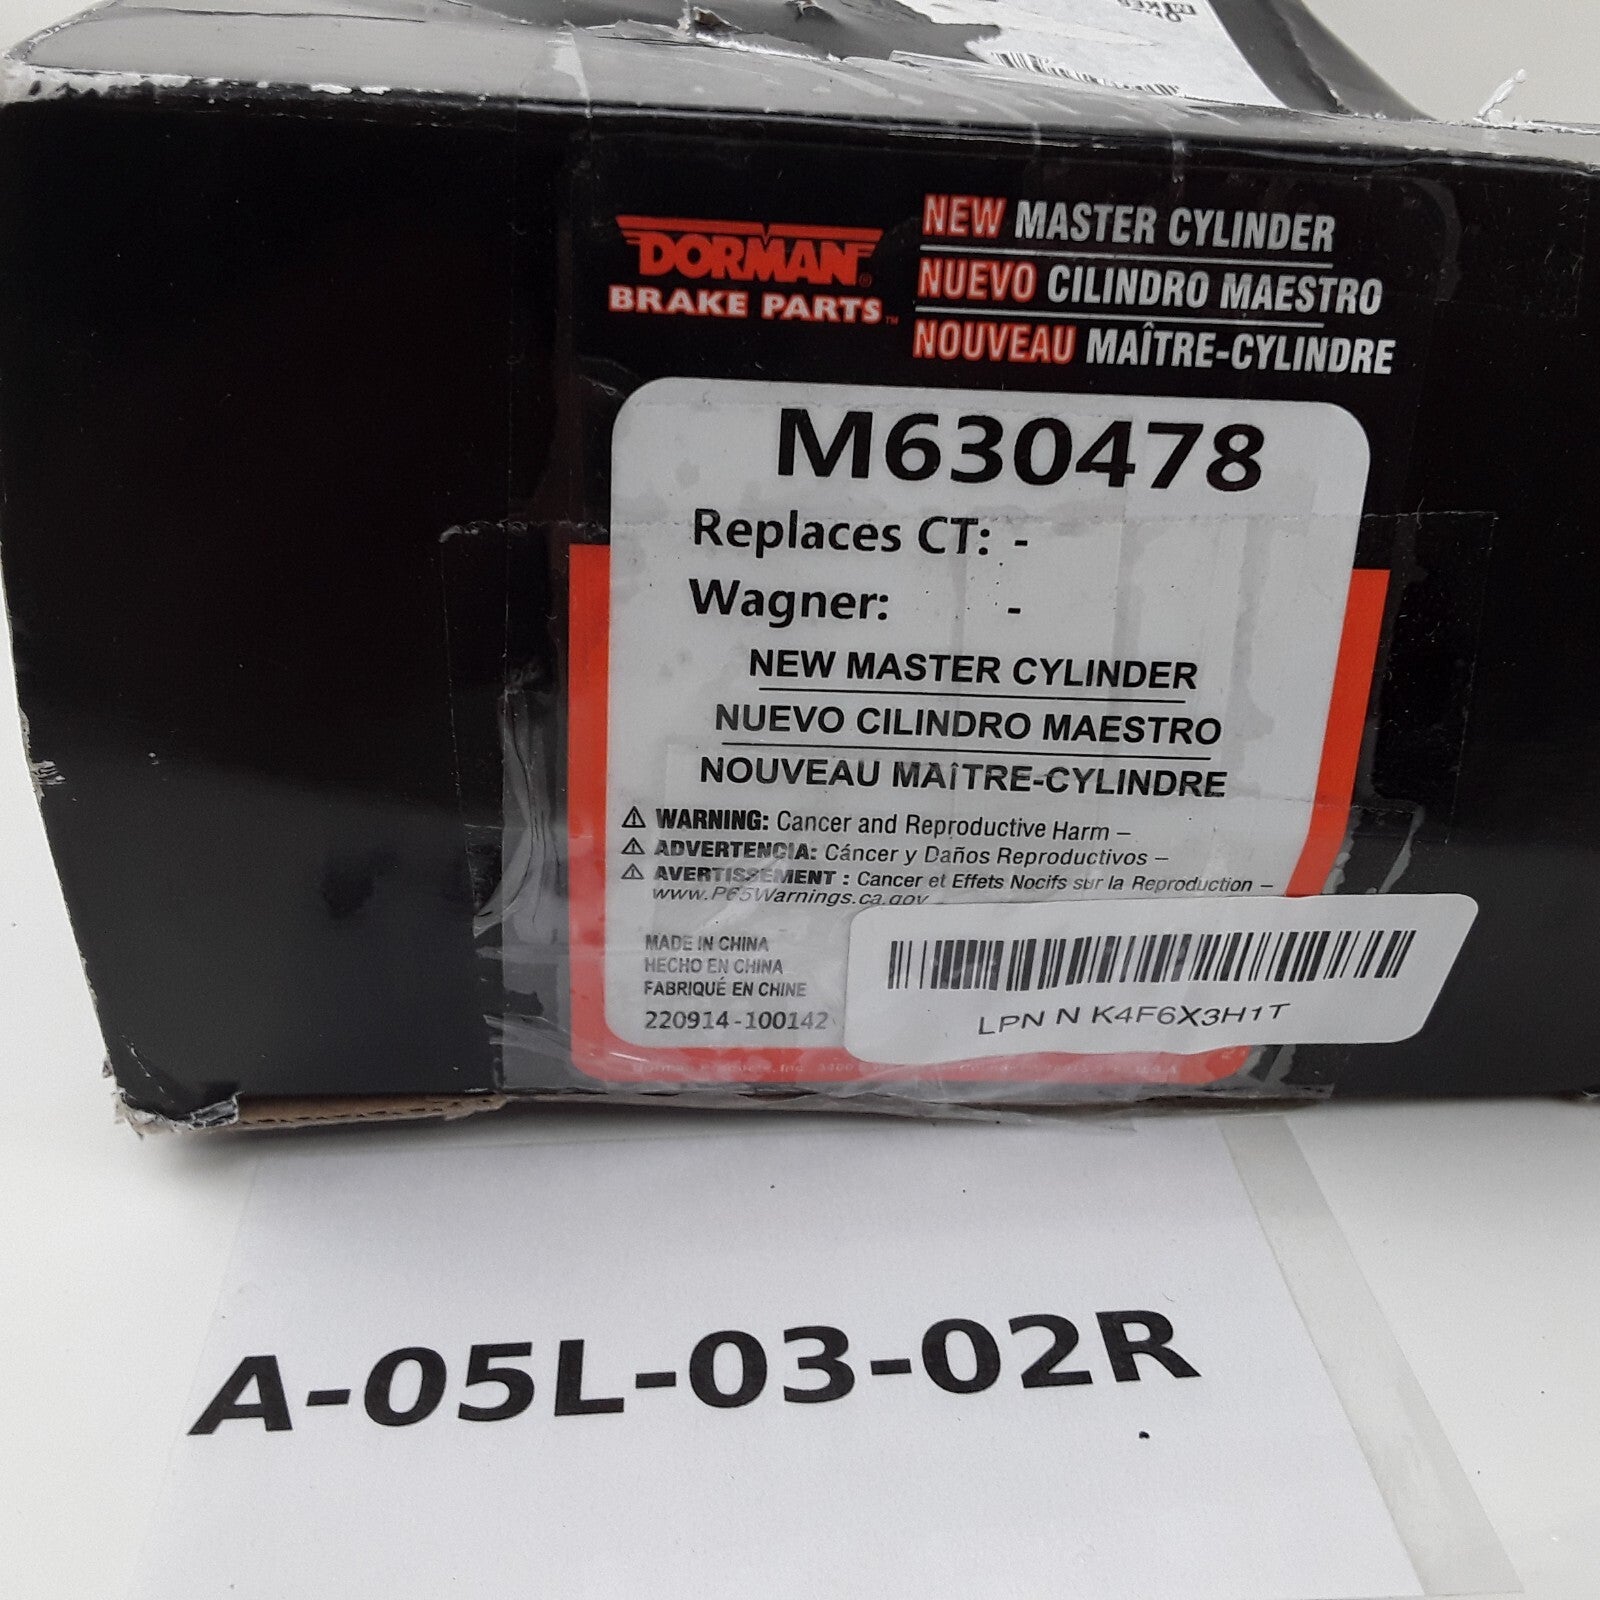 DORMAN®
BRAKE PARTS™
NEW MASTER CYLINDER
NUEVO CILINDRO MAESTRO
NOUVEAU MAÎTRE-CYLINDRE
M630478
Replaces CT: -
Wagner: -
NEW MASTER CYLINDER
NUEVO CILINDRO MAESTRO
NOUVEAU MAÎTRE-CYLINDRE
⚠ WARNING: Cancer and Reproductive Harm –
⚠ ADVERTENCIA: Cáncer y Daños Reproductivos –
⚠ AVERTISSEMENT : Cancer et Effets Nocifs sur la Reproduction –
www.P65Warnings.ca.gov
MADE IN CHINA
HECHO EN CHINA
FABRIQUÉ EN CHINE
220914-100142
LPN N K4F6X3H1T
A-05L-03-02R